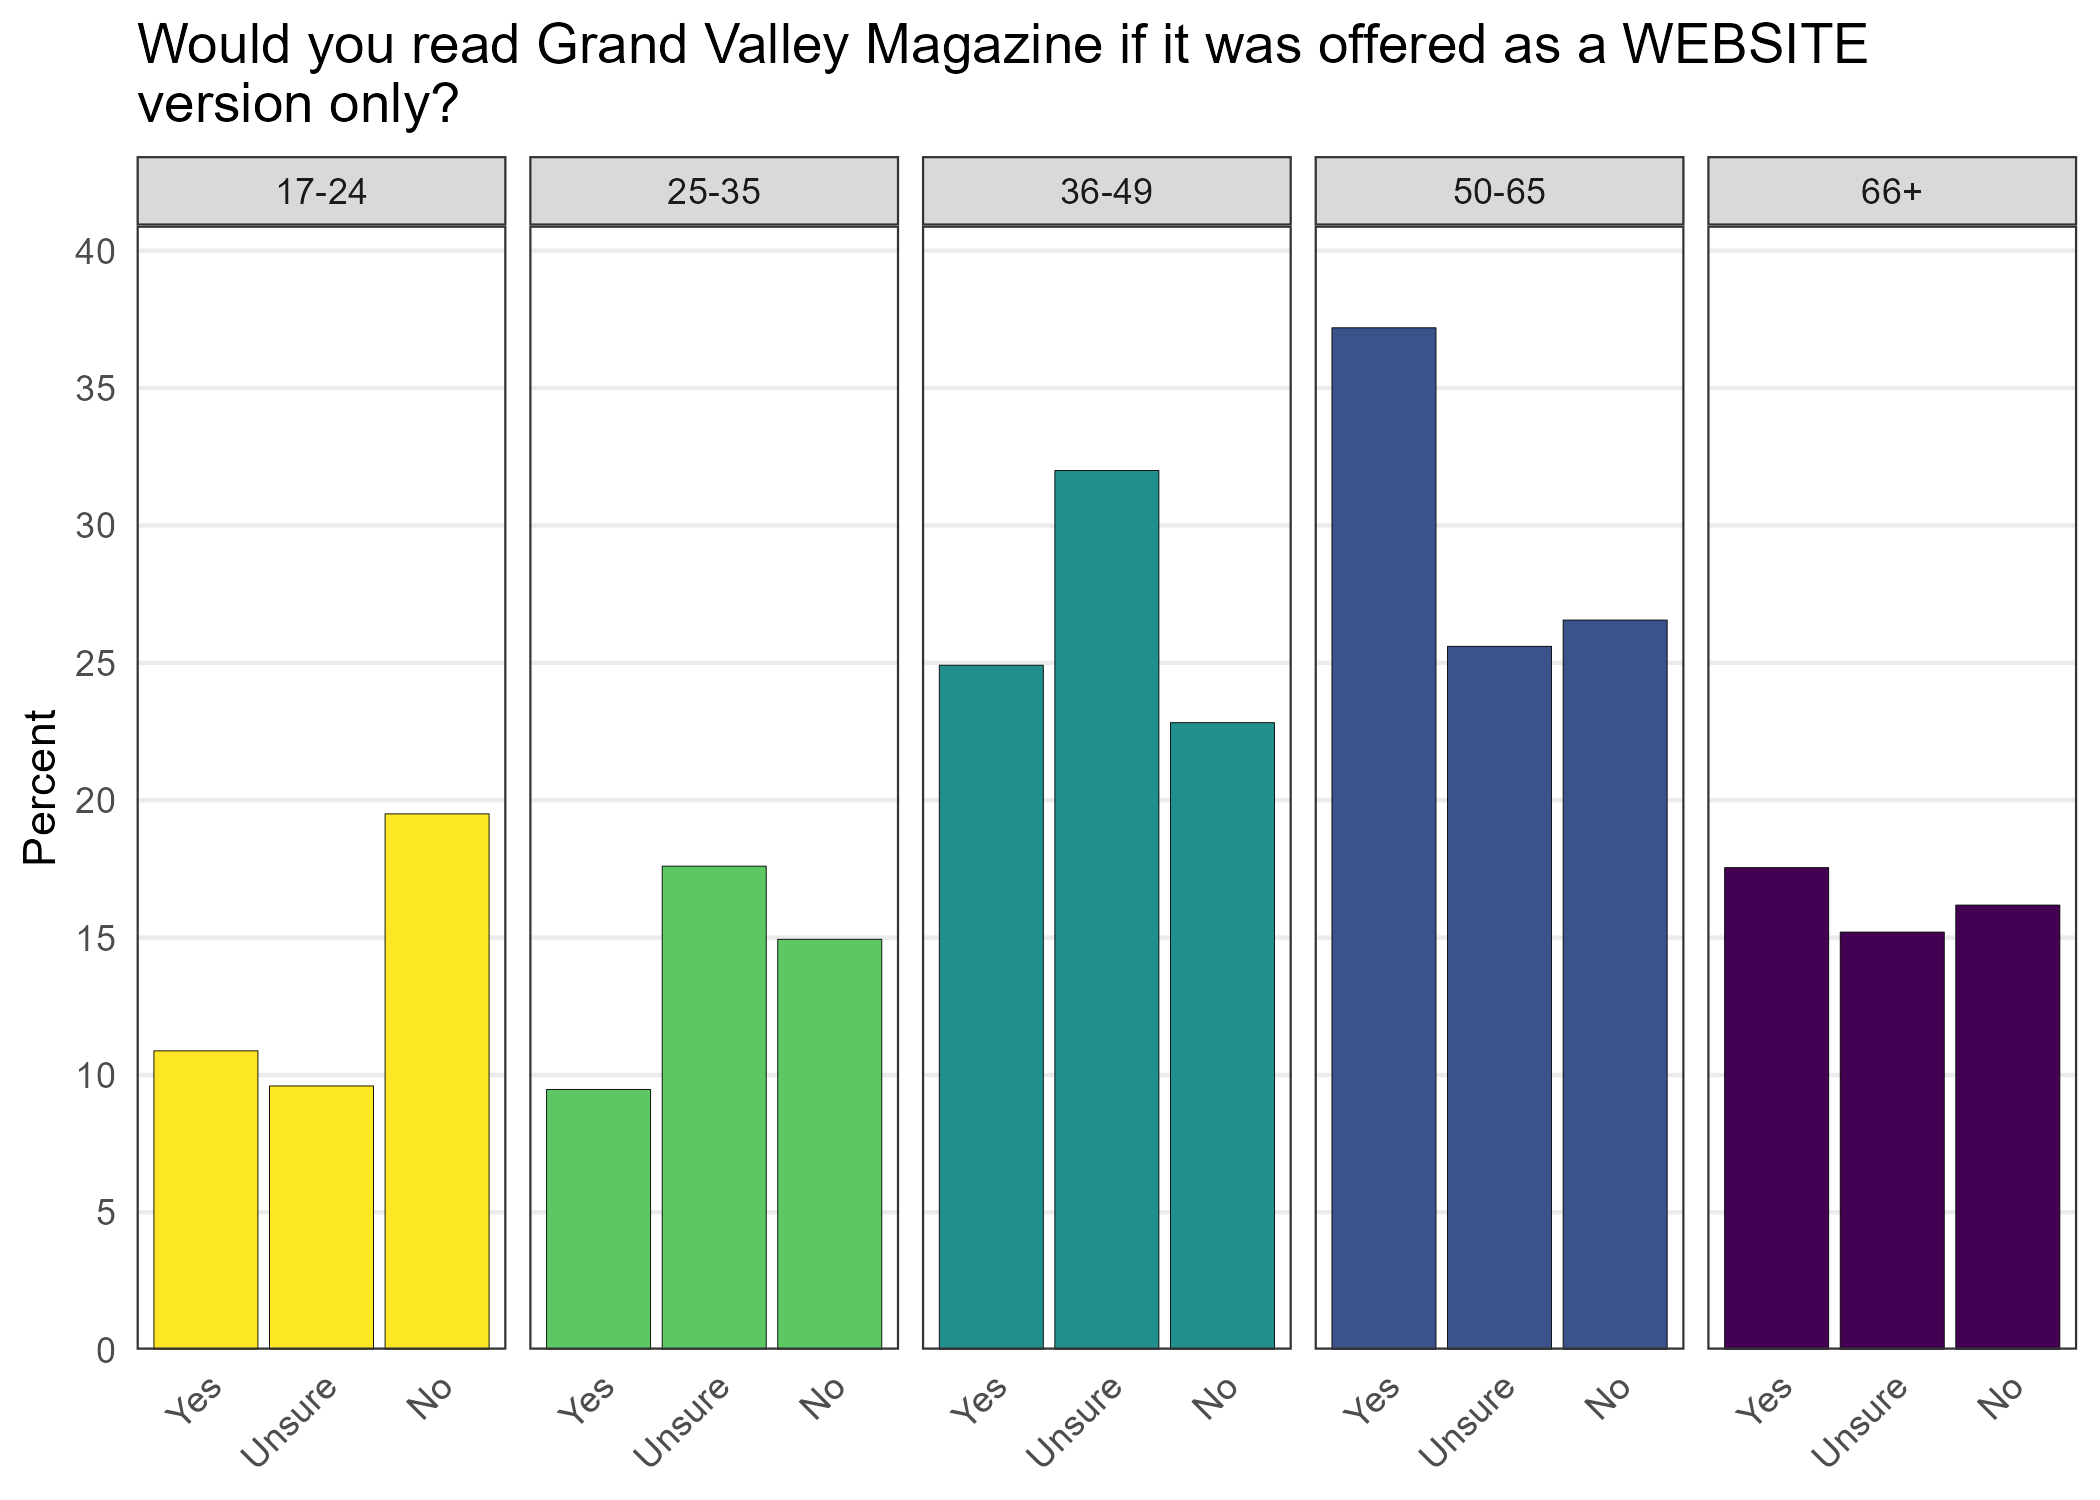 Would you read Grand Valley Magazine if it was offered as a WEBSITE
version only?
17-24 25-35 36-49 50-65 66+
40
35
30
25
20
15
10
5
0
Percent
Yes Unsure No Yes Unsure No Yes Unsure No Yes Unsure No Yes Unsure No